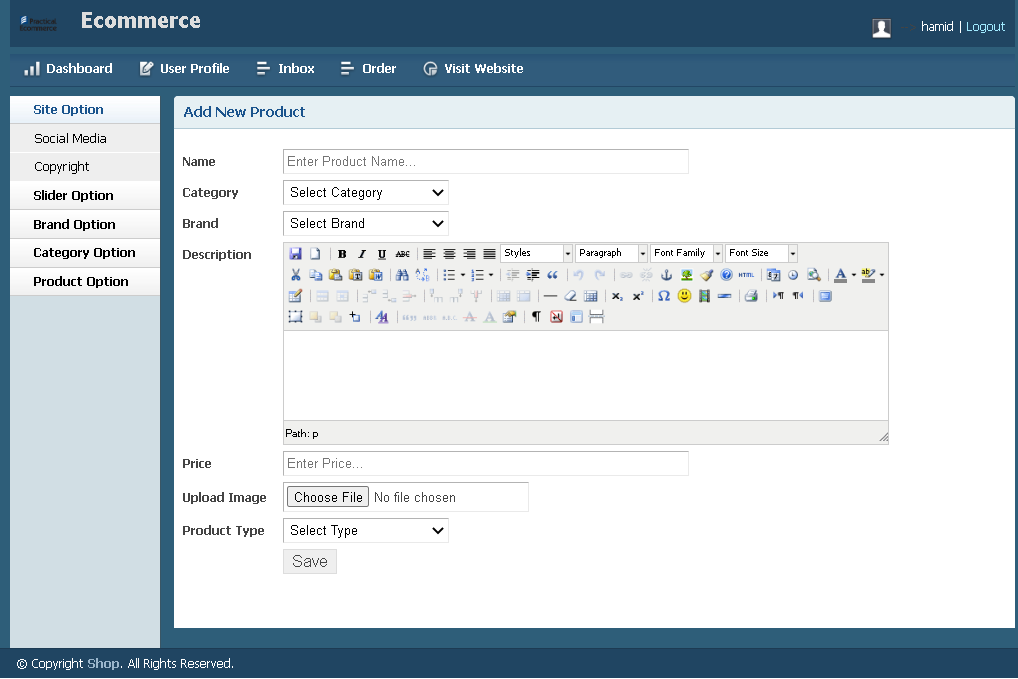 Practical
Ecommerce
Ecommerce
hamid | Logout
Dashboard User Profile Inbox Order Visit Website
Site Option
Social Media
Copyright
Slider Option
Brand Option
Category Option
Product Option
Add New Product
Name Enter Product Name...
Category Select Category
Brand Select Brand
Description
B I U ABC Styles Paragraph Font Family Font Size
HTML
Path: p
Price Enter Price...
Upload Image Choose File No file chosen
Product Type Select Type
Save
© Copyright Shop. All Rights Reserved.